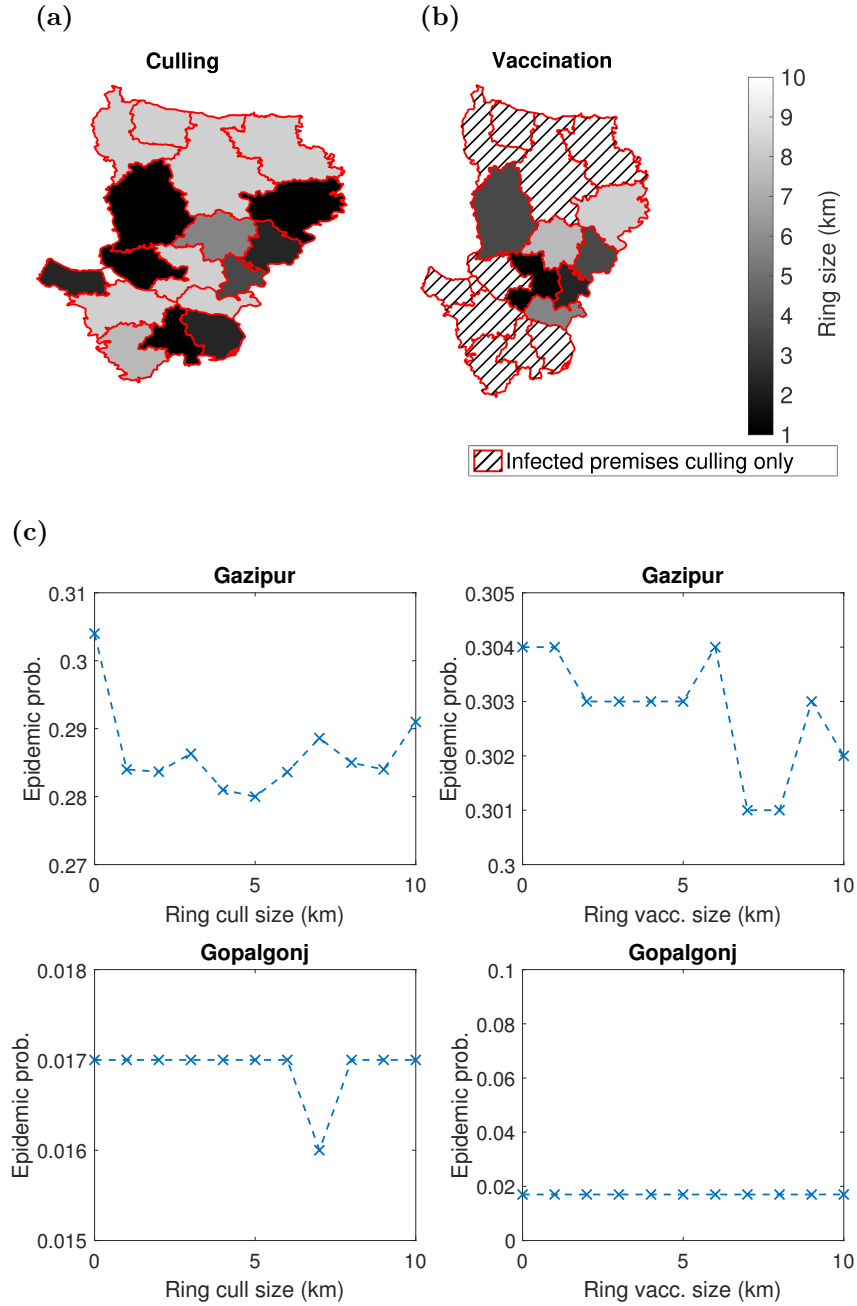 (a)
(b)
Culling
Vaccination
10
9
8
7
6
5
4
3
2
1
Ring size (km)
Infected premises culling only
(c)
Gazipur
0.31
0.3
0.29
0.28
0.27
Epidemic prob.
0
5
10
Ring cull size (km)
Gazipur
0.305
0.304
0.303
0.302
0.301
0.3
Epidemic prob.
0
5
10
Ring vacc. size (km)
Gopalgonj
0.018
0.017
0.016
0.015
Epidemic prob.
0
5
10
Ring cull size (km)
Gopalgonj
0.1
0.08
0.06
0.04
0.02
0
Epidemic prob.
0
5
10
Ring vacc. size (km)